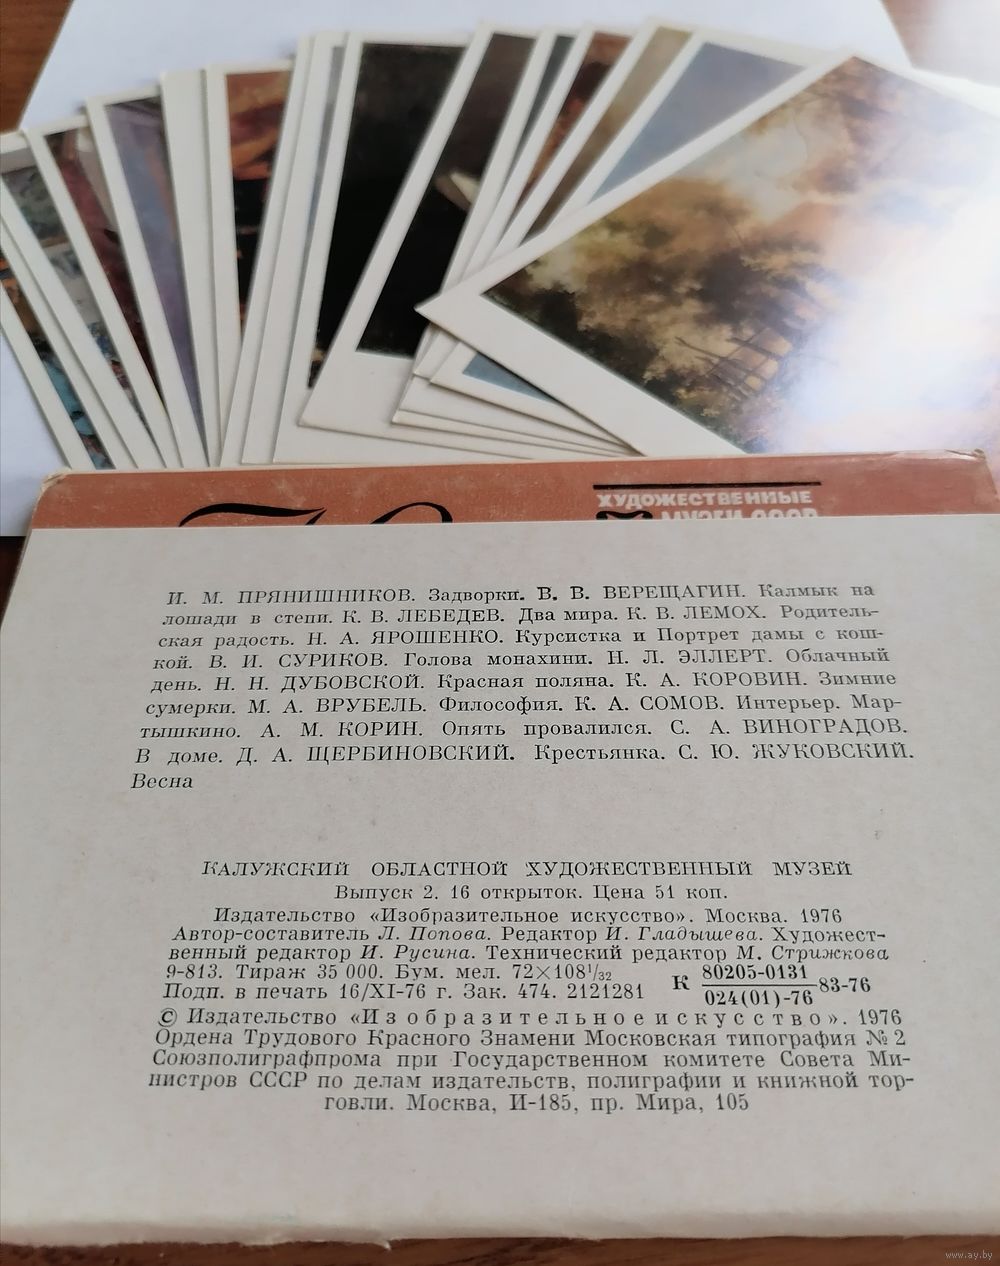 ХУДОЖЕСТВЕННЫЕ
МУЗЕИ СССР
И. М. ПРЯНИШНИКОВ. Задворки. В. В. ВЕРЕЩАГИН. Калмык на
лошади в степи. К. В. ЛЕБЕДЕВ. Два мира. К. В. ЛЕМОХ. Родитель-
ская радость. Н. А. ЯРОШЕНКО. Курсистка и Портрет дамы с кош-
кой. В. И. СУРИКОВ. Голова монахини. Н. Л. ЭЛЛЕРТ. Облачный
день. Н. Н. ДУБОВСКОЙ. Красная поляна. К. А. КОРОВИН. Зимние
сумерки. М. А. ВРУБЕЛЬ. Философия. К. А. СОМОВ. Интерьер. Мар-
тышкино. А. М. КОРИН. Опять провалился. С. А. ВИНОГРАДОВ.
В доме. Д. А. ЩЕРБИНОВСКИЙ. Крестьянка. С. Ю. ЖУКОВСКИЙ.
Весна
КАЛУЖСКИЙ ОБЛАСТНОЙ ХУДОЖЕСТВЕННЫЙ МУЗЕЙ
Выпуск 2. 16 открыток. Цена 51 коп.
Издательство «Изобразительное искусство». Москва. 1976
Автор-составитель Л. Попова. Редактор И. Гладышева. Художест-
венный редактор И. Русина. Технический редактор М. Стрижкова
9-813. Тираж 35 000. Бум. мел. 72×108¹/₃₂
Подп. в печать 16/XI-76 г. Зак. 474. 2121281
К 80205-0131
024(01)-76 83-76
© Издательство «Изобразительное искусство». 1976
Ордена Трудового Красного Знамени Московская типография № 2
Союзполиграфпрома при Государственном комитете Совета Ми-
нистров СССР по делам издательств, полиграфии и книжной тор-
говли. Москва, И-185, пр. Мира, 105
www.ay.by